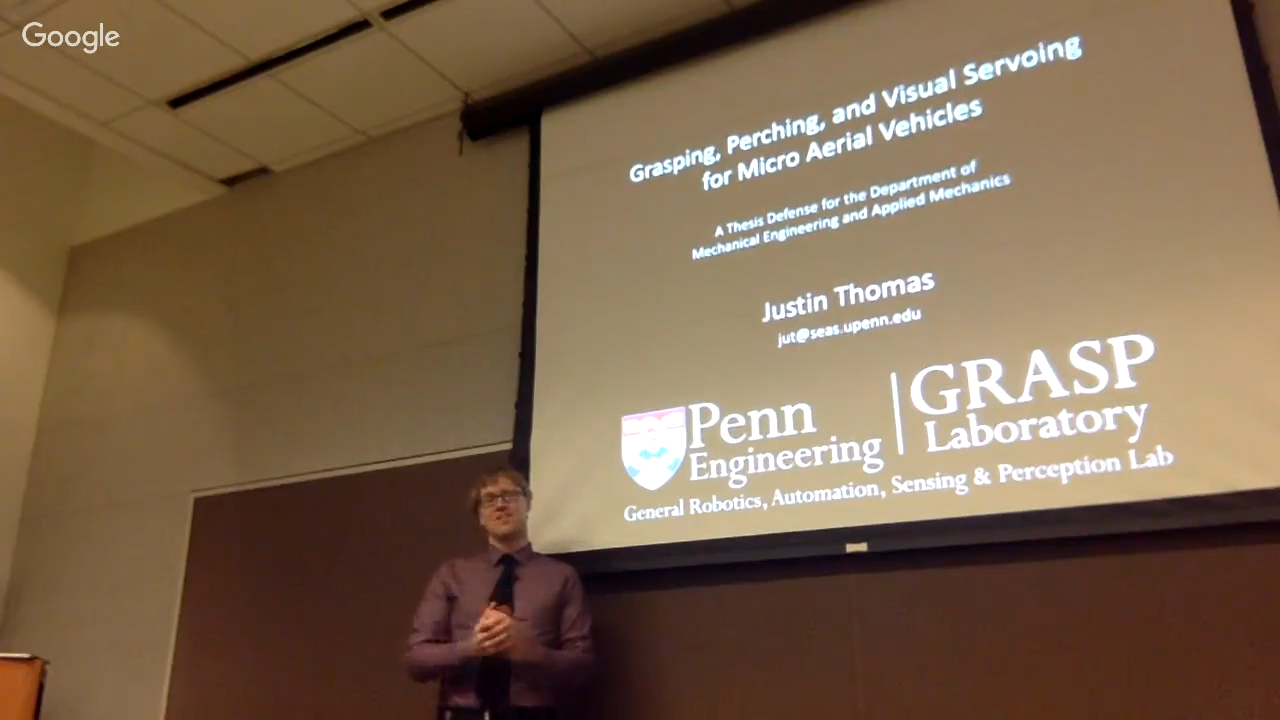 Google
Grasping, Perching, and Visual Servoing
for Micro Aerial Vehicles
A Thesis Defense for the Department of
Mechanical Engineering and Applied Mechanics
Justin Thomas
jut@seas.upenn.edu
Penn
Engineering
GRASP
Laboratory
General Robotics, Automation, Sensing & Perception Lab